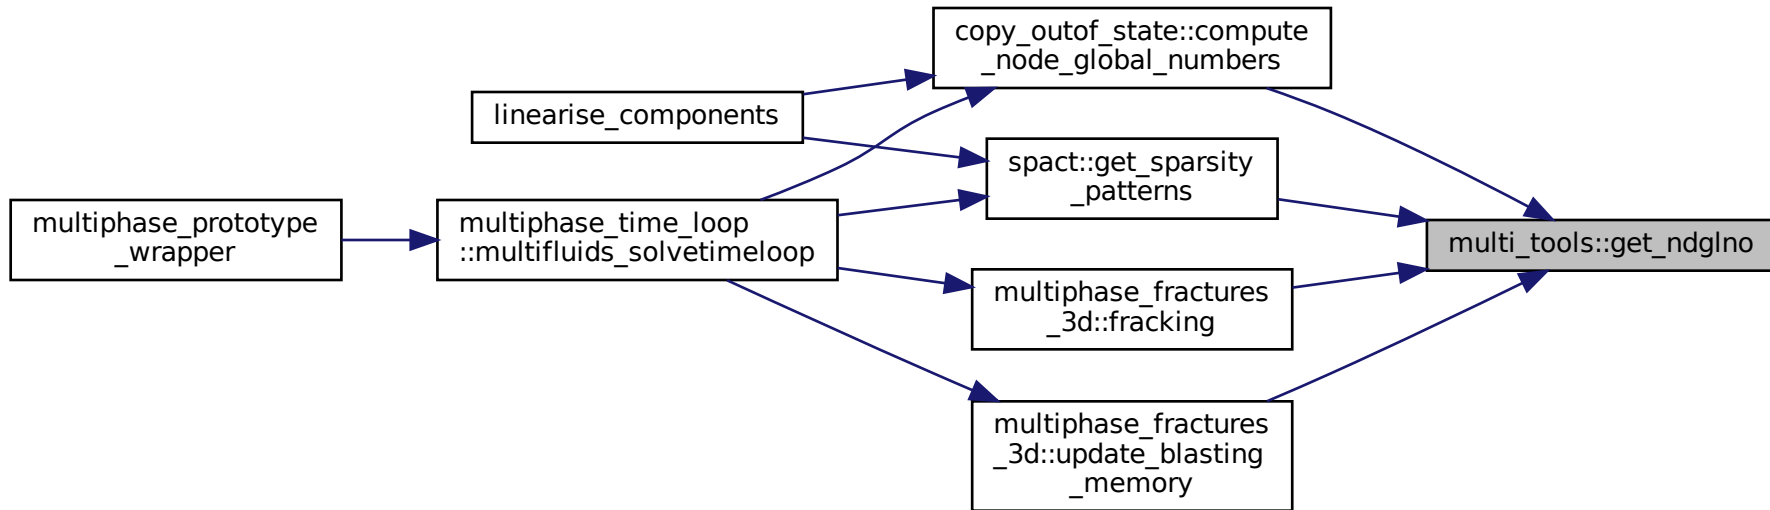 copy_outof_state::compute
_node_global_numbers
linearise_components
spact::get_sparsity
_patterns
multiphase_prototype
_wrapper
multiphase_time_loop
::multifluids_solvetimeloop
multi_tools::get_ndglno
multiphase_fractures
_3d::fracking
multiphase_fractures
_3d::update_blasting
_memory